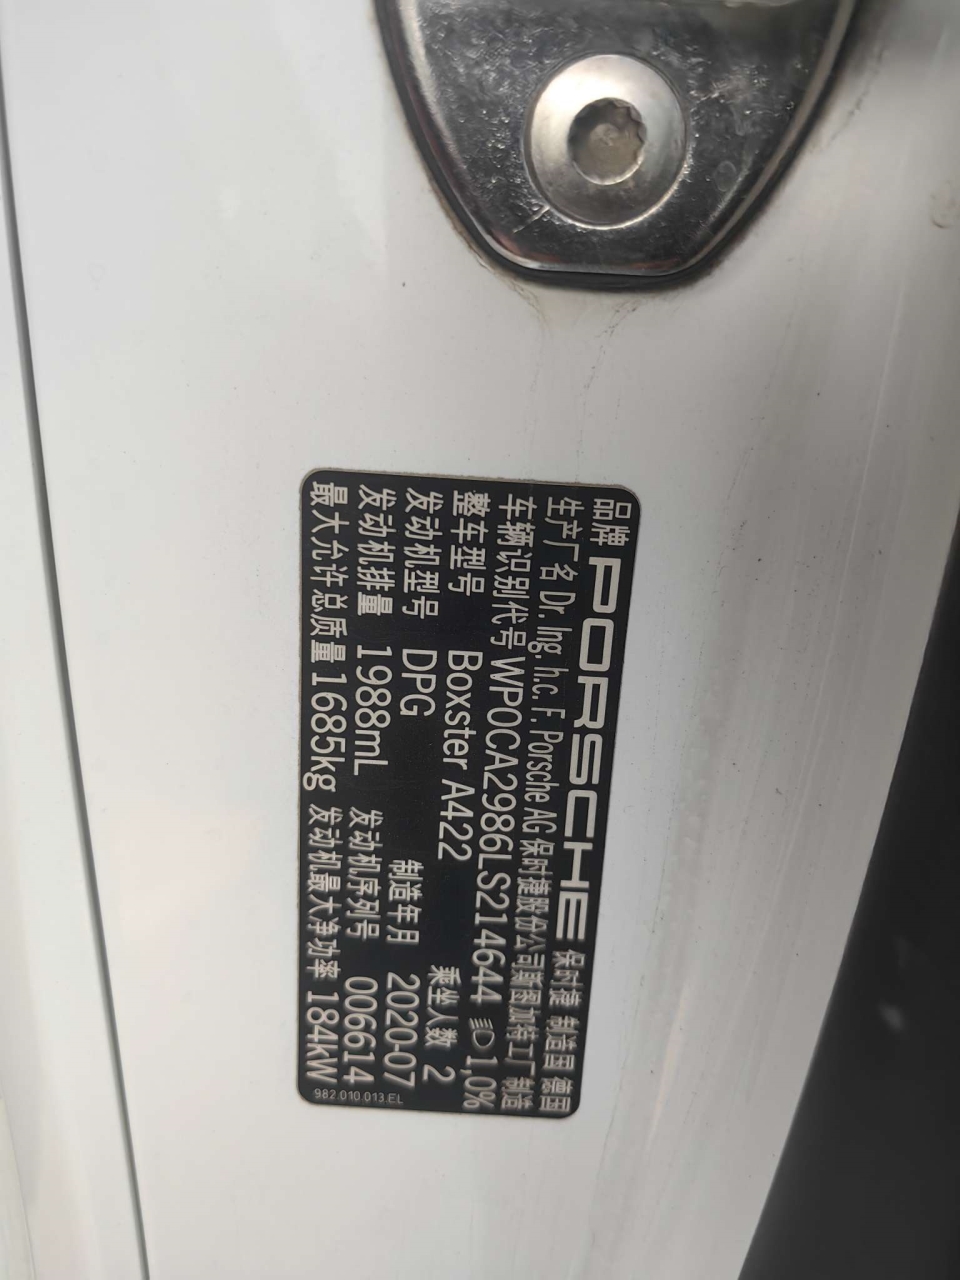 品牌 PORSCHE 保时捷 制造国 德国
生产厂名 Dr. Ing. h.c. F. Porsche AG 保时捷股份公司斯图加特工厂 制造
车辆识别代号 WP0CA2986LS214644 1,0%
整车型号 Boxster A422 乘坐人数 2
发动机型号 DPG 制造年月 2020-07
发动机排量 1988mL 发动机序列号 006614
最大允许总质量 1685kg 发动机最大净功率 184kW
982.010.013.EL